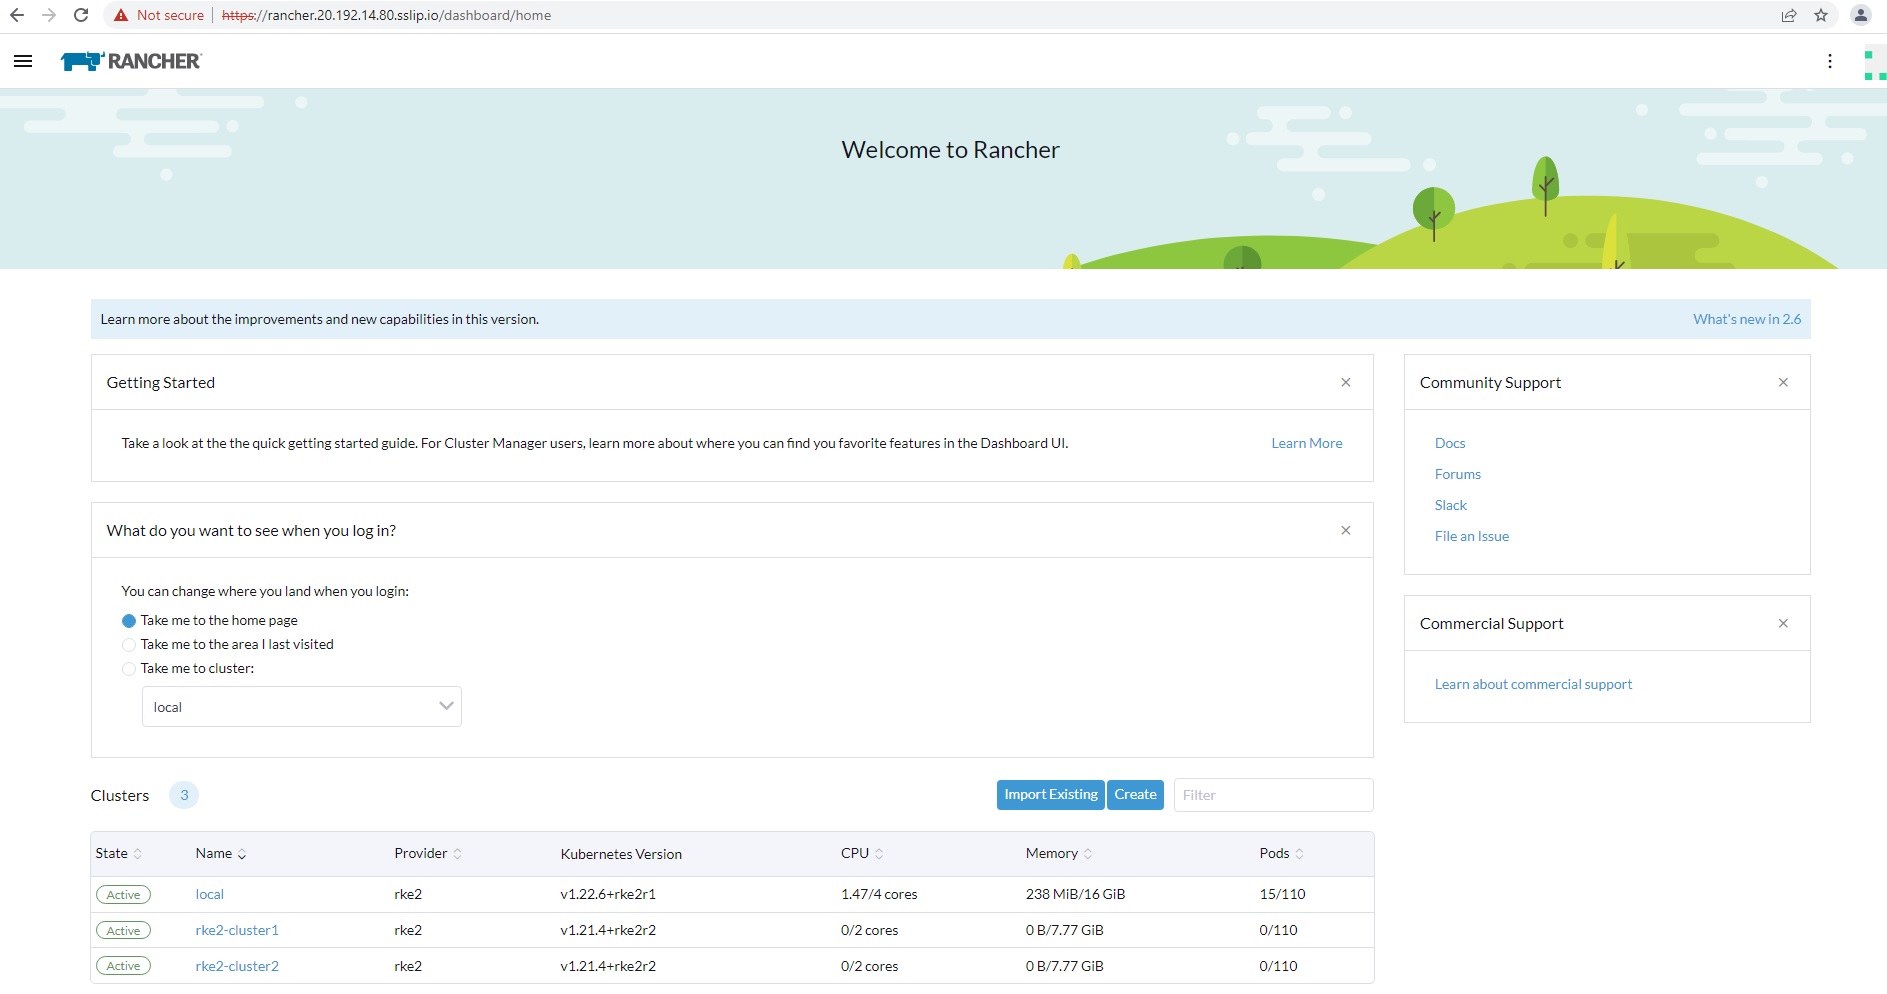 Not secure https://rancher.20.192.14.80.sslip.io/dashboard/home
RANCHER
Welcome to Rancher
Learn more about the improvements and new capabilities in this version. What's new in 2.6
Getting Started
Take a look at the the quick getting started guide. For Cluster Manager users, learn more about where you can find you favorite features in the Dashboard UI. Learn More
What do you want to see when you log in?
You can change where you land when you login:
Take me to the home page
Take me to the area I last visited
Take me to cluster:
local
Community Support
Docs
Forums
Slack
File an Issue
Commercial Support
Learn about commercial support
Clusters 3 Import Existing Create Filter
State Name Provider Kubernetes Version CPU Memory Pods
Active local rke2 v1.22.6+rke2r1 1.47/4 cores 238 MiB/16 GiB 15/110
Active rke2-cluster1 rke2 v1.21.4+rke2r2 0/2 cores 0 B/7.77 GiB 0/110
Active rke2-cluster2 rke2 v1.21.4+rke2r2 0/2 cores 0 B/7.77 GiB 0/110